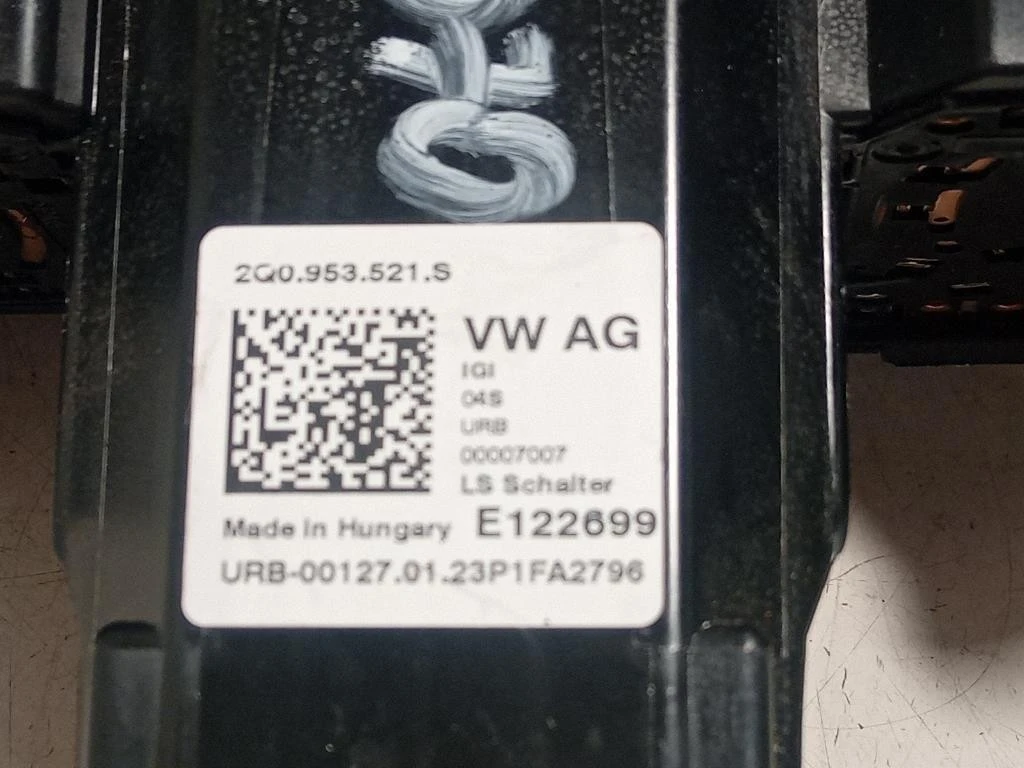 2Q0.953.521.S
VW AG
IGI
04S
URB
00007007
LS Schalter
Made In Hungary E122699
URB-00127.01.23P1FA2796